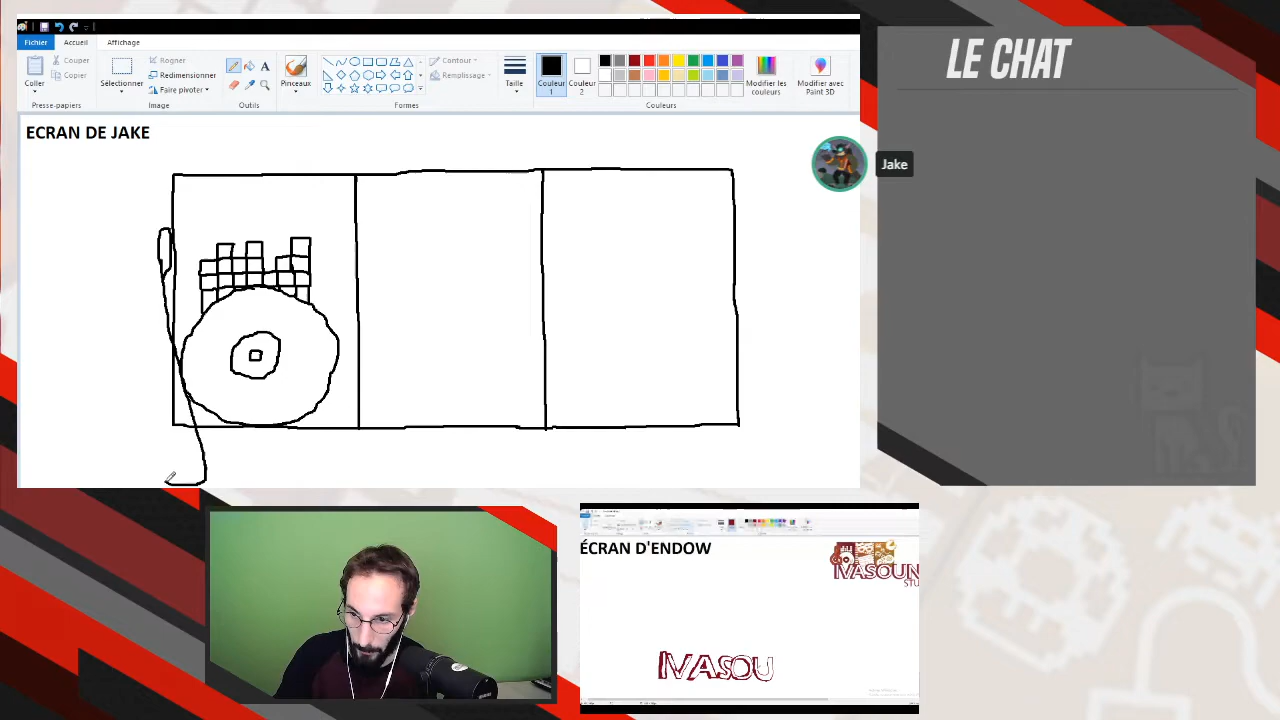 LE CHAT
Fichier Accueil Affichage
Coller
Couper
Copier
Presse-papiers
Sélectionner
Rogner
Redimensionner
Faire pivoter
Image
A
Outils
Pinceaux
Contour
Remplissage
Formes
Taille
Couleur 1
Couleur 2
Modifier les couleurs
Couleurs
Modifier avec Paint 3D
ECRAN DE JAKE
Jake
ÉCRAN D'ENDOW
IVASOUN
STU
IVASOU